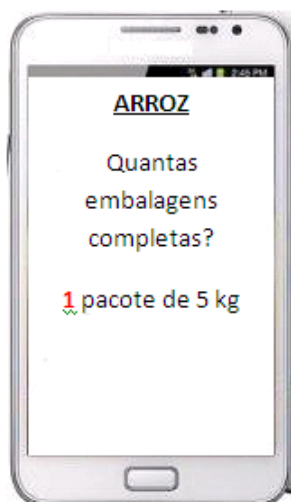 2:45 PM
ARROZ
Quantas
embalagens
completas?
1 pacote de 5 kg